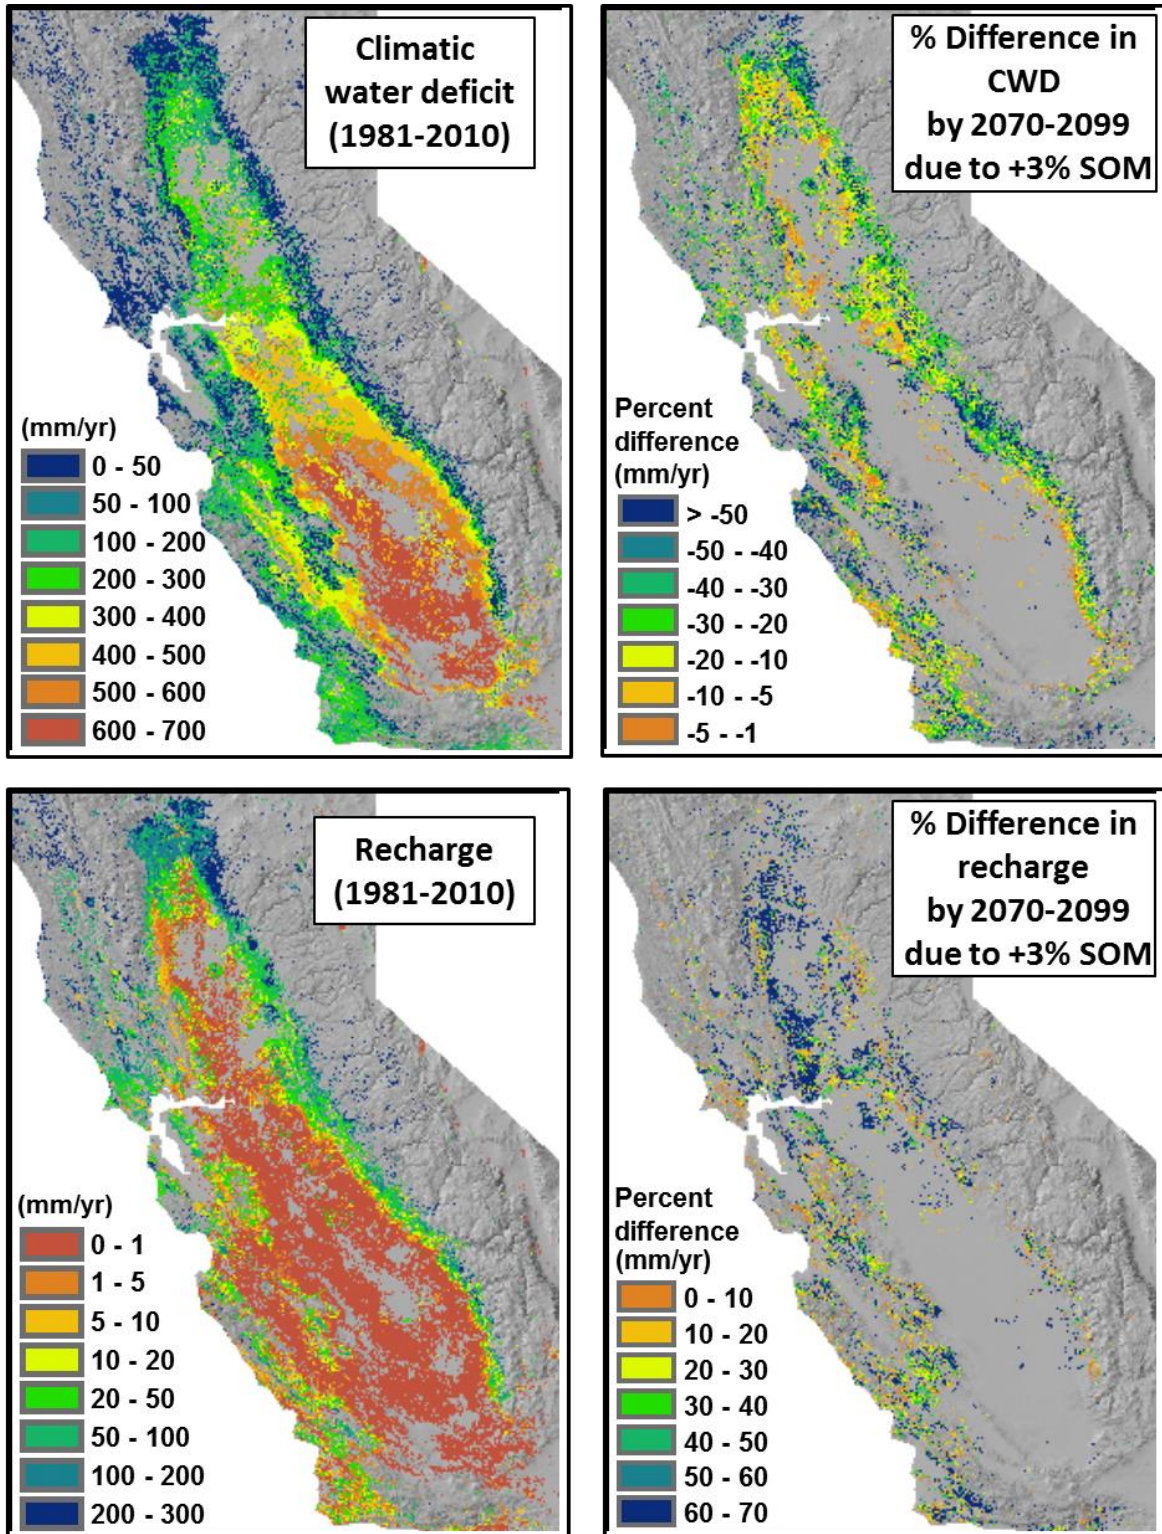 Climatic
water deficit
(1981-2010)
(mm/yr)
0 - 50
50 - 100
100 - 200
200 - 300
300 - 400
400 - 500
500 - 600
600 - 700
% Difference in
CWD
by 2070-2099
due to +3% SOM
Percent
difference
(mm/yr)
> -50
-50 - -40
-40 - -30
-30 - -20
-20 - -10
-10 - -5
-5 - -1
Recharge
(1981-2010)
(mm/yr)
0 - 1
1 - 5
5 - 10
10 - 20
20 - 50
50 - 100
100 - 200
200 - 300
% Difference in
recharge
by 2070-2099
due to +3% SOM
Percent
difference
(mm/yr)
0 - 10
10 - 20
20 - 30
30 - 40
40 - 50
50 - 60
60 - 70